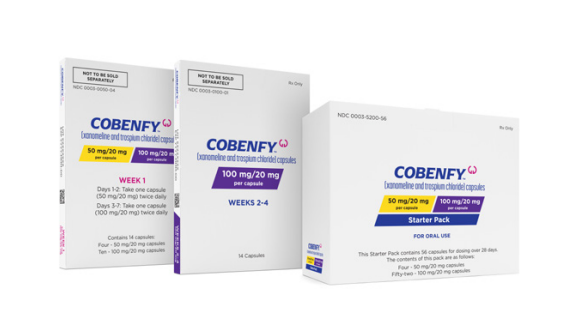 NOT TO BE SOLD
SEPARATELY
NDC 0003-0050-04
COBENFY™
(xanomeline and trospium chloride) capsules
50 mg/20 mg
per capsule
100 mg/20 m
per capsule
WEEK 1
Days 1-2: Take one capsule
(50 mg/20 mg) twice daily
Days 3-7: Take one capsule
(100 mg/20 mg) twice daily
Contains 14 capsules:
Four - 50 mg/20 mg capsules
Ten - 100 mg/20 mg capsules
NOT TO BE SOLD
SEPARATELY
Rx Only
COBENFY™
(xanomeline and trospium chloride) capsules
100 mg/20 mg
per capsule
WEEKS 2-4
14 Capsules
NDC 0003-5200-56
Rx Only
COBENFY™
(xanomeline and trospium chloride) capsules
50 mg/20 mg
per capsule
100 mg/20 mg
per capsule
Starter Pack
FOR ORAL USE
This Starter Pack contains 56 capsules for dosing over 28 days.
The contents of this pack are as follows:
Four - 50 mg/20 mg capsules
Fifty-two - 100 mg/20 mg capsules
COBENFY